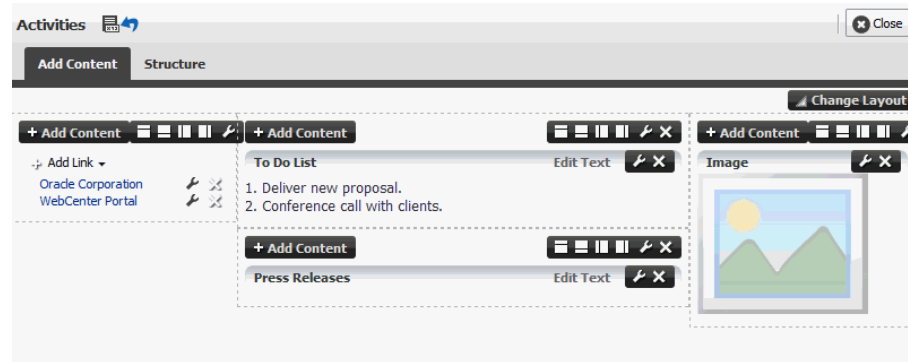 Activities
Close
Add Content
Structure
Change Layout
+ Add Content
+ Add Content
+ Add Content
Add Link
Oracle Corporation
WebCenter Portal
To Do List
Edit Text
1. Deliver new proposal.
2. Conference call with clients.
+ Add Content
Press Releases
Edit Text
Image